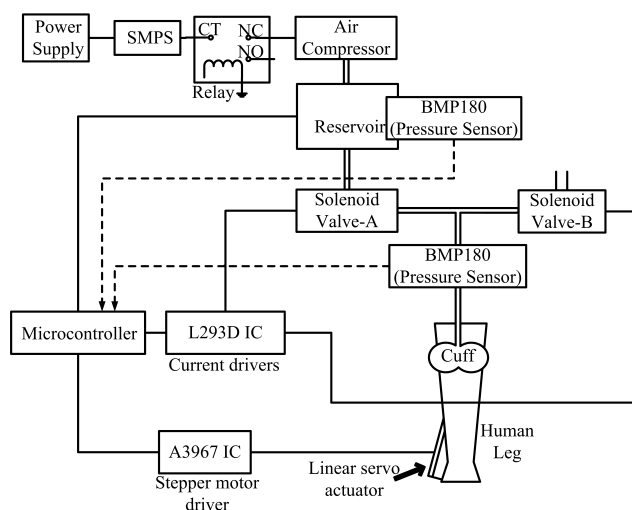 Power
Supply
SMPS
CT
NC
NO
Relay
Air
Compressor
Reservoir
BMP180
(Pressure Sensor)
Solenoid
Valve-A
Solenoid
Valve-B
BMP180
(Pressure Sensor)
Microcontroller
L293D IC
Current drivers
Cuff
A3967 IC
Stepper motor
driver
Linear servo
actuator
Human
Leg